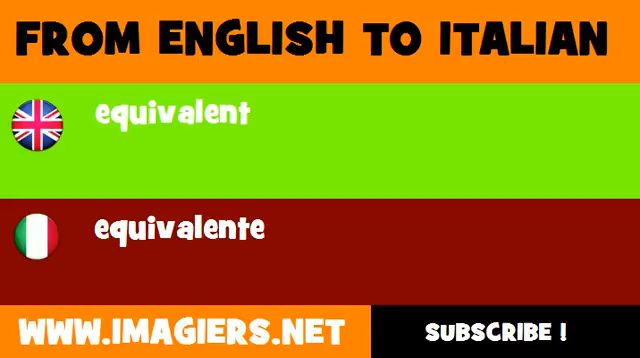 FROM ENGLISH TO ITALIAN
equivalent
equivalente
WWW.IMAGIERS.NET
SUBSCRIBE !